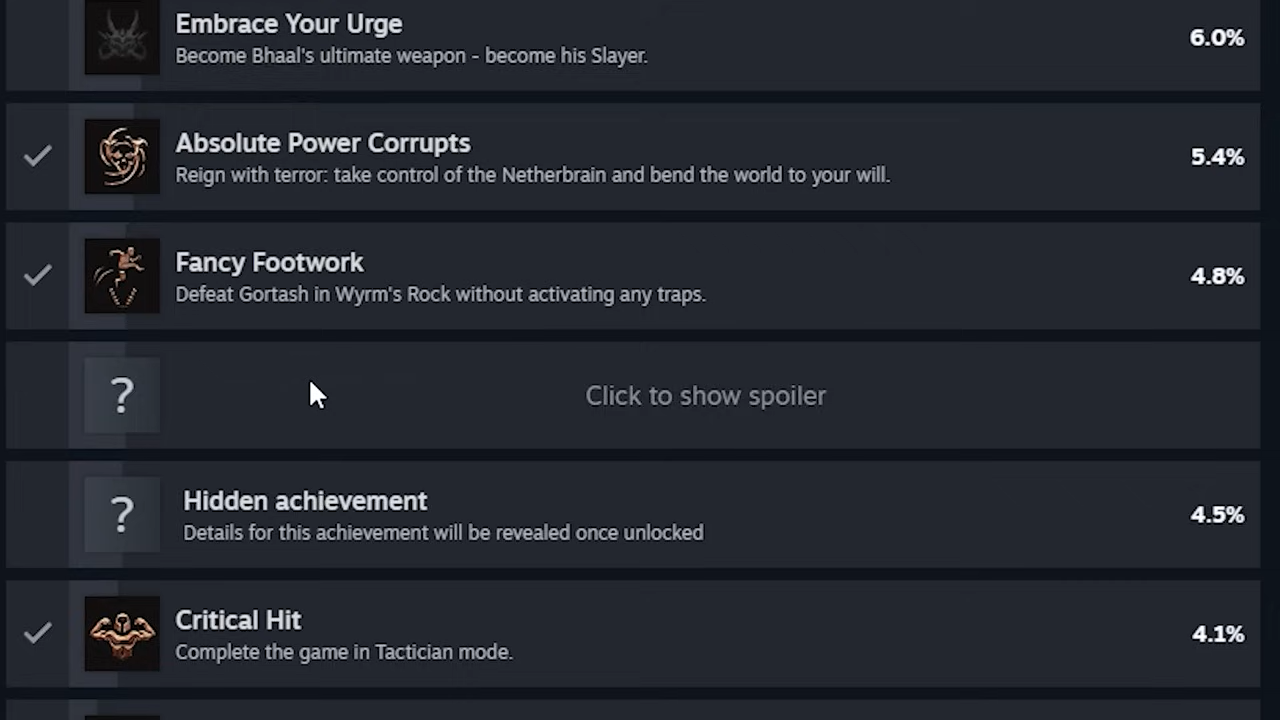 Embrace Your Urge
Become Bhaal's ultimate weapon - become his Slayer.
6.0%
Absolute Power Corrupts
Reign with terror: take control of the Netherbrain and bend the world to your will.
5.4%
Fancy Footwork
Defeat Gortash in Wyrm's Rock without activating any traps.
4.8%
?
Click to show spoiler
?
Hidden achievement
Details for this achievement will be revealed once unlocked
4.5%
Critical Hit
Complete the game in Tactician mode.
4.1%